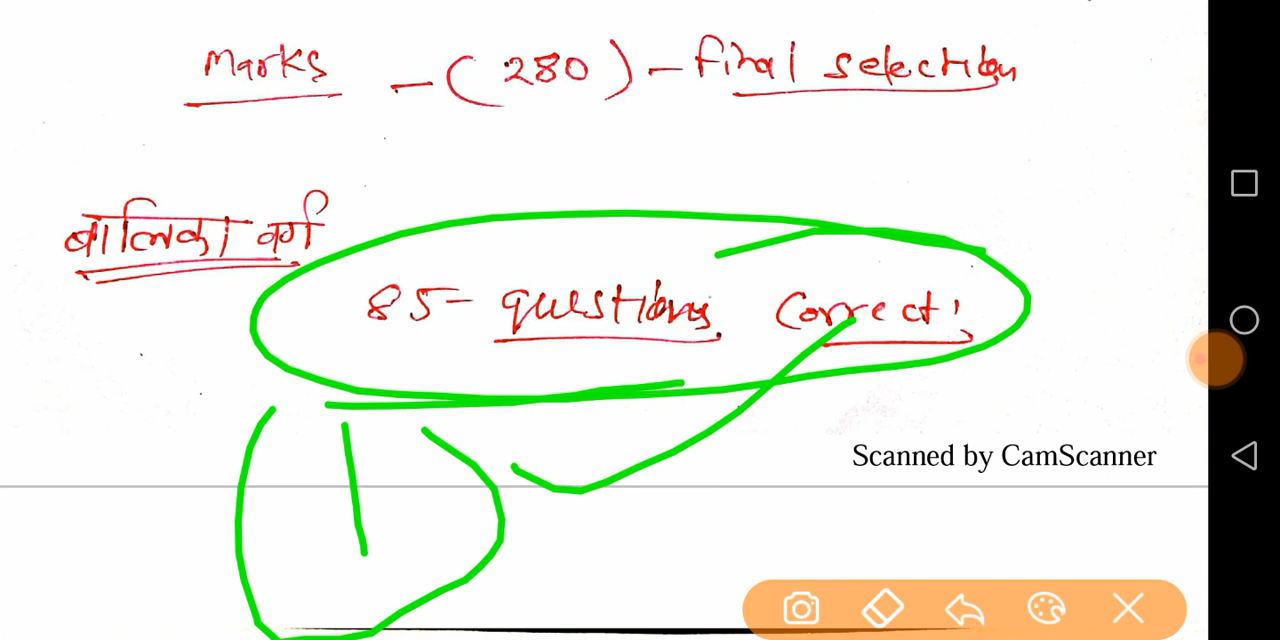 Marks - (280) - final selection
बालिका वर्ग
85- questions correct!
Scanned by CamScanner